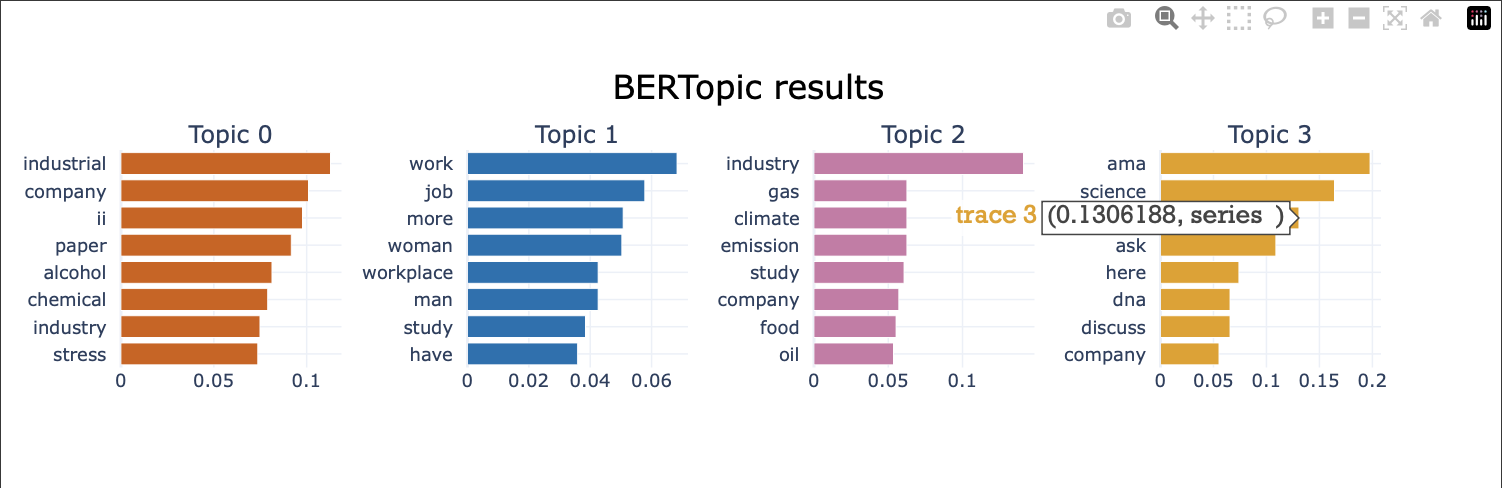 BERTopic results
Topic 0
industrial
company
ii
paper
alcohol
chemical
industry
stress
0 0.05 0.1
Topic 1
work
job
more
woman
workplace
man
study
have
0 0.02 0.04 0.06
Topic 2
industry
gas
climate
emission
study
company
food
oil
0 0.05 0.1
Topic 3
ama
science
trace 3 (0.1306188, series )
ask
here
dna
discuss
company
0 0.05 0.1 0.15 0.2